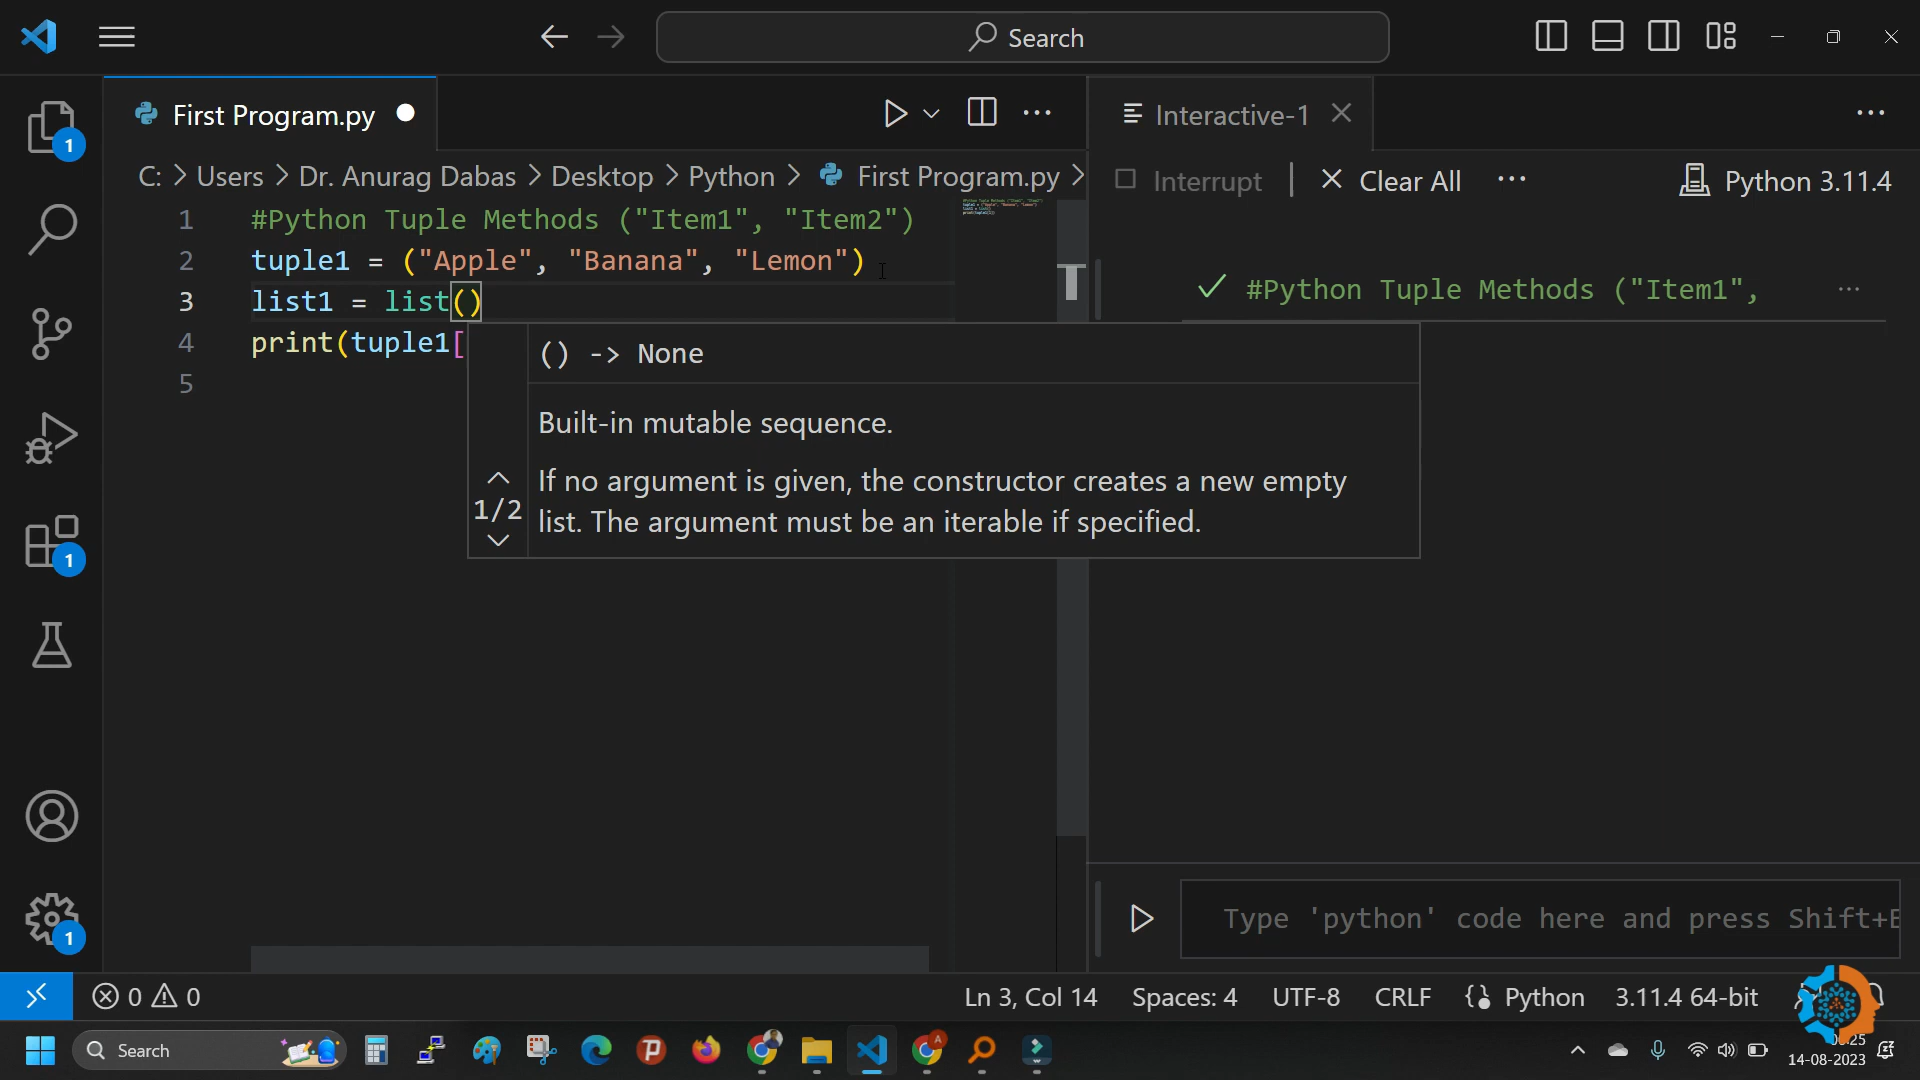 Search
First Program.py
Interactive-1
C: > Users > Dr. Anurag Dabas > Desktop > Python > First Program.py >
Interrupt | Clear All ··· Python 3.11.4
1 #Python Tuple Methods ("Item1", "Item2")
2 tuple1 = ("Apple", "Banana", "Lemon")
3 list1 = list()
4 print(tuple1[
5
#Python Tuple Methods ("Item1", ···
() -> None
Built-in mutable sequence.
If no argument is given, the constructor creates a new empty
list. The argument must be an iterable if specified.
1/2
1
1
1
Type 'python' code here and press Shift+E
0 0
Ln 3, Col 14 Spaces: 4 UTF-8 CRLF Python 3.11.4 64-bit
Search
14-08-2023